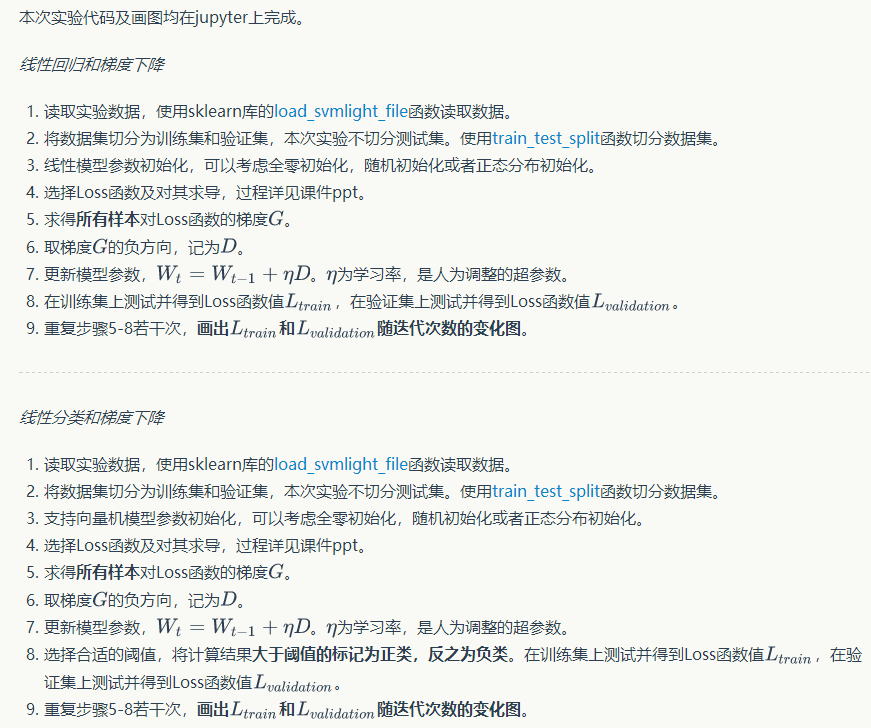 本次实验代码及画图均在jupyter上完成。
线性回归和梯度下降
1. 读取实验数据，使用sklearn库的load_svmlight_file函数读取数据。
2. 将数据集切分为训练集和验证集，本次实验不切分测试集。使用train_test_split函数切分数据集。
3. 线性模型参数初始化，可以考虑全零初始化，随机初始化或者正态分布初始化。
4. 选择Loss函数及对其求导，过程详见课件ppt。
5. 求得所有样本对Loss函数的梯度G。
6. 取梯度G的负方向，记为D。
7. 更新模型参数，W_t = W_{t−1} + ηD。η为学习率，是人为调整的超参数。
8. 在训练集上测试并得到Loss函数值L_{train}，在验证集上测试并得到Loss函数值L_{validation}。
9. 重复步骤5-8若干次，画出L_{train}和L_{validation}随迭代次数的变化图。
线性分类和梯度下降
1. 读取实验数据，使用sklearn库的load_svmlight_file函数读取数据。
2. 将数据集切分为训练集和验证集，本次实验不切分测试集。使用train_test_split函数切分数据集。
3. 支持向量机模型参数初始化，可以考虑全零初始化，随机初始化或者正态分布初始化。
4. 选择Loss函数及对其求导，过程详见课件ppt。
5. 求得所有样本对Loss函数的梯度G。
6. 取梯度G的负方向，记为D。
7. 更新模型参数，W_t = W_{t−1} + ηD。η为学习率，是人为调整的超参数。
8. 选择合适的阈值，将计算结果大于阈值的标记为正类，反之为负类。在训练集上测试并得到Loss函数值L_{train}，在验
证集上测试并得到Loss函数值L_{validation}。
9. 重复步骤5-8若干次，画出L_{train}和L_{validation}随迭代次数的变化图。